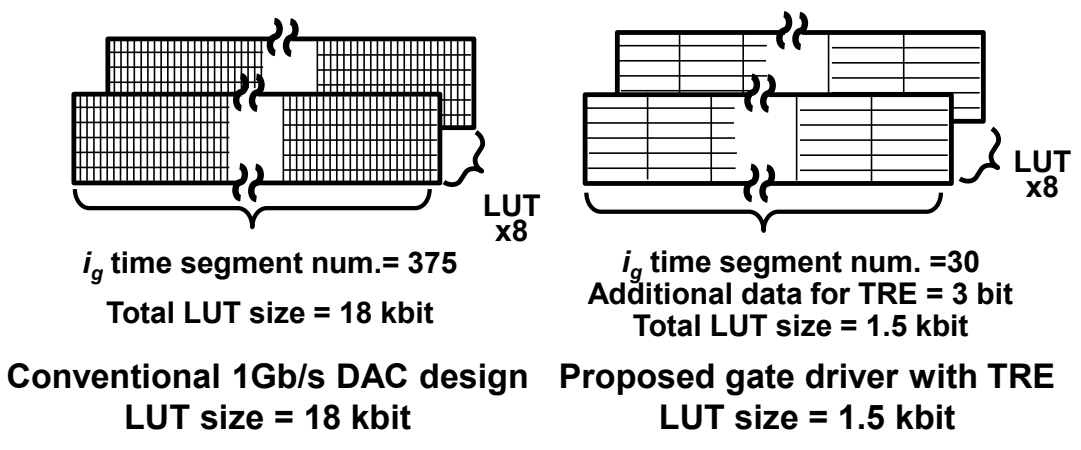 LUT
x8
i_g time segment num.= 375
Total LUT size = 18 kbit
Conventional 1Gb/s DAC design
LUT size = 18 kbit
LUT
x8
i_g time segment num. =30
Additional data for TRE = 3 bit
Total LUT size = 1.5 kbit
Proposed gate driver with TRE
LUT size = 1.5 kbit